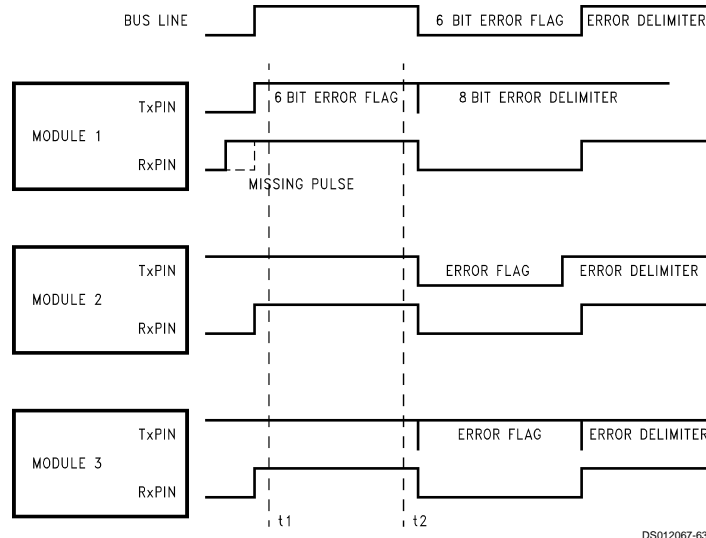 BUS LINE
6 BIT ERROR FLAG
ERROR DELIMITER
TxPIN
6 BIT ERROR FLAG
8 BIT ERROR DELIMITER
MODULE 1
RxPIN
MISSING PULSE
TxPIN
ERROR FLAG
ERROR DELIMITER
MODULE 2
RxPIN
TxPIN
ERROR FLAG
ERROR DELIMITER
MODULE 3
RxPIN
t1
t2
DS012067-63